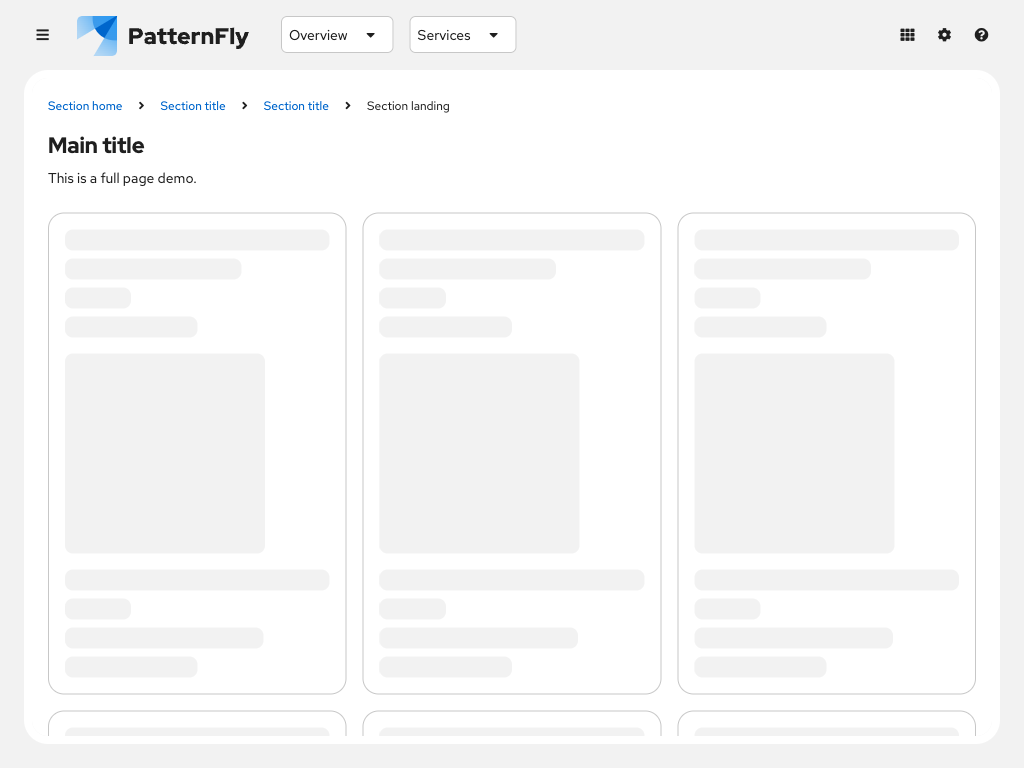 PatternFly Overview Services
Section home Section title Section title Section landing
Main title
This is a full page demo.